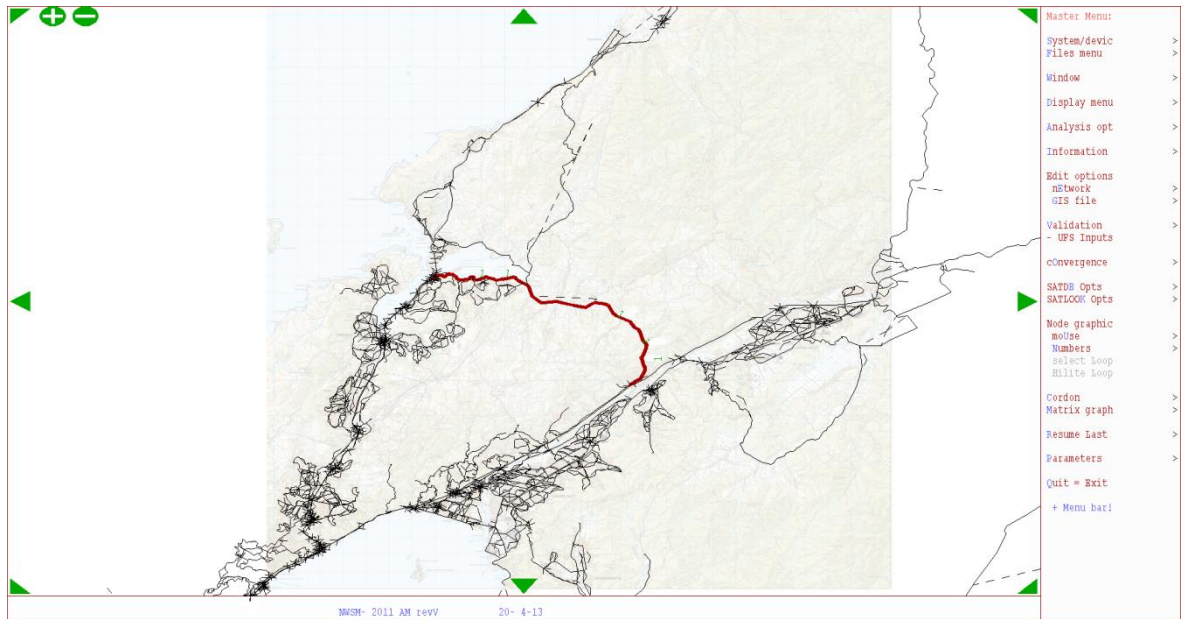 Master Menu:
System/devic >
Files menu >
Window >
Display menu >
Analysis opt >
Information >
Edit options
nEtwork >
GIS file >
Validation >
- UFS Inputs
cOnvergence >
SATDB Opts >
SATLOOK Opts >
Node graphic
moUse >
Numbers >
select Loop
Hilite Loop
Cordon >
Matrix graph >
Resume Last >
Parameters >
Quit = Exit
+ Menu bar!
NWSM- 2011 AM revV 20- 4-13